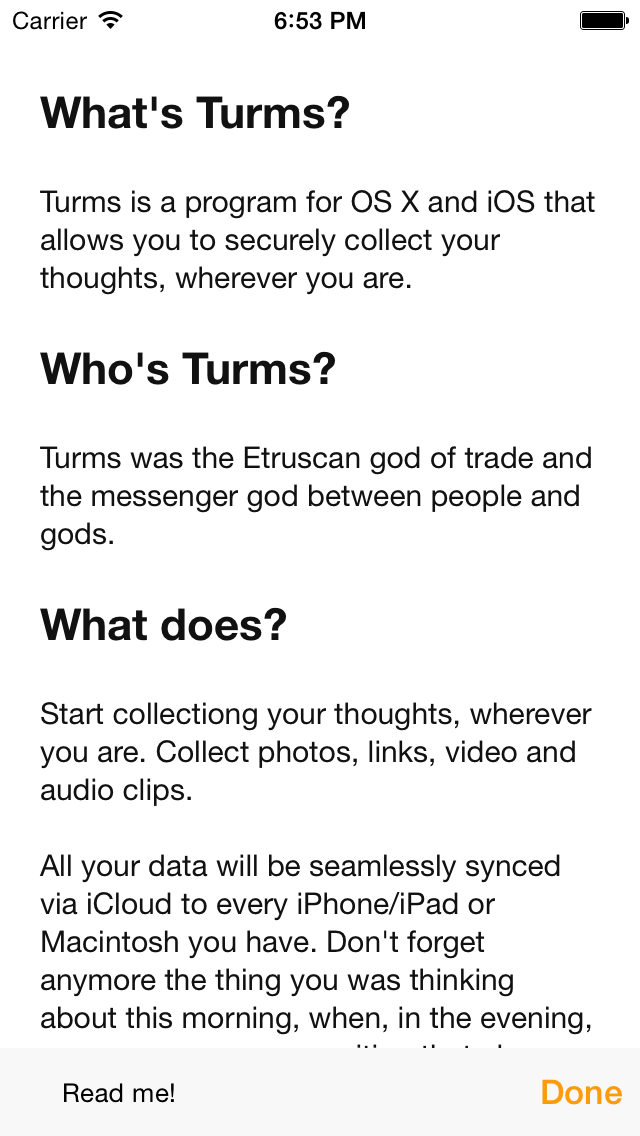 Carrier 6:53 PM
What's Turms?
Turms is a program for OS X and iOS that
allows you to securely collect your
thoughts, wherever you are.
Who's Turms?
Turms was the Etruscan god of trade and
the messenger god between people and
gods.
What does?
Start collectiong your thoughts, wherever
you are. Collect photos, links, video and
audio clips.
All your data will be seamlessly synced
via iCloud to every iPhone/iPad or
Macintosh you have. Don't forget
anymore the thing you was thinking
about this morning, when, in the evening,
Read me! Done